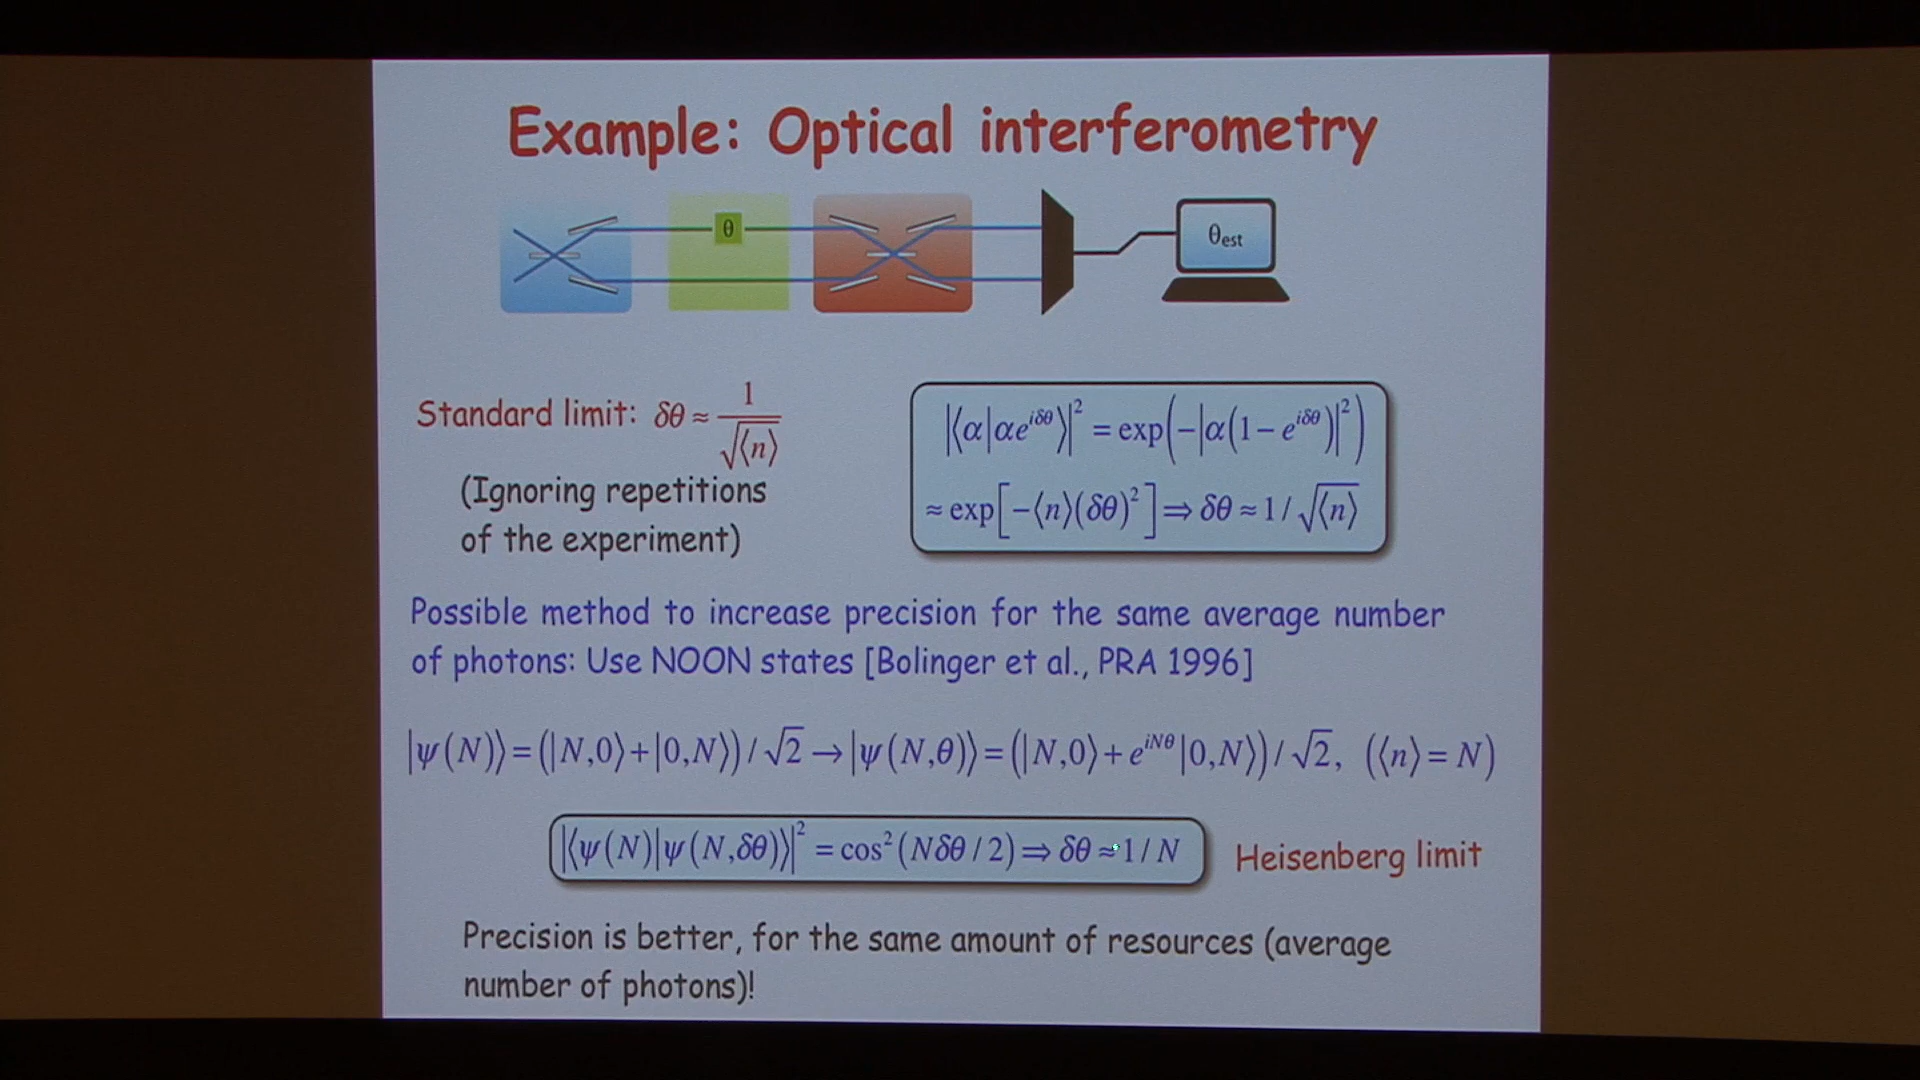 Example: Optical interferometry
θ
θest
Standard limit: δθ ≈ 1/√⟨n⟩
(Ignoring repetitions
of the experiment)
|⟨α|αe^{iδθ}⟩|² = exp(−|α(1−e^{iδθ})|²)
≈ exp[−⟨n⟩(δθ)²] ⇒ δθ ≈ 1/√⟨n⟩
Possible method to increase precision for the same average number
of photons: Use NOON states [Bolinger et al., PRA 1996]
|ψ(N)⟩ = (|N,0⟩+|0,N⟩)/√2 → |ψ(N,θ)⟩ = (|N,0⟩+e^{iNθ}|0,N⟩)/√2, (⟨n⟩ = N)
|⟨ψ(N)|ψ(N,δθ)⟩|² = cos²(Nδθ/2) ⇒ δθ ≈ 1/N
Heisenberg limit
Precision is better, for the same amount of resources (average
number of photons)!